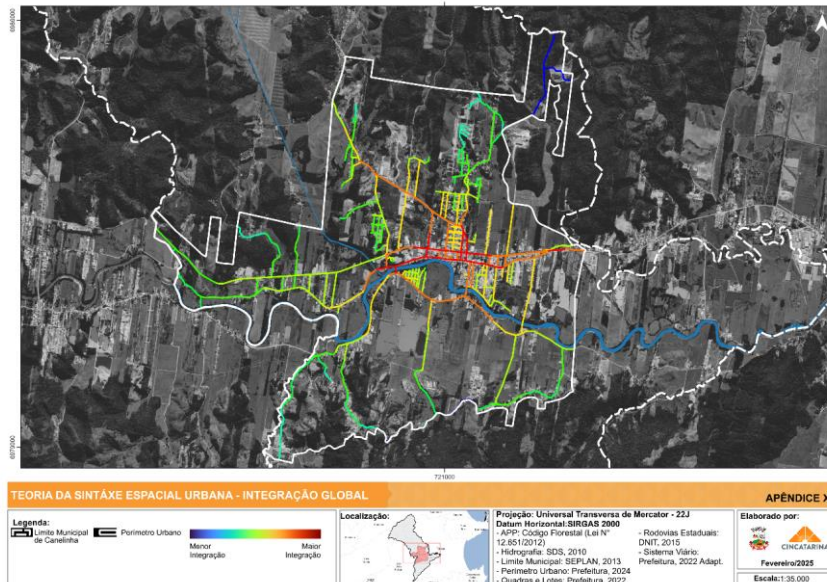 721000
TEORIA DA SINTÁXE ESPACIAL URBANA - INTEGRAÇÃO GLOBAL
APÊNDICE X
Legenda:
Limite Municipal
de Canelinha
Perímetro Urbano
Menor
Integração
Maior
Integração
Localização:
Projeção: Universal Transversa de Mercator - 22J
Datum Horizontal:SIRGAS 2000
- APP: Código Florestal (Lei N°
12.651/2012)
- Hidrografia: SDS, 2010
- Limite Municipal: SEPLAN, 2013
- Perímetro Urbano: Prefeitura, 2024
- Quadras e Lotes: Prefeitura, 2022
- Rodovias Estaduais:
DNIT, 2015
- Sistema Viário:
Prefeitura, 2022 Adapt.
Elaborado por:
CINCATARINA
Fevereiro/2025
Escala:1:35.000